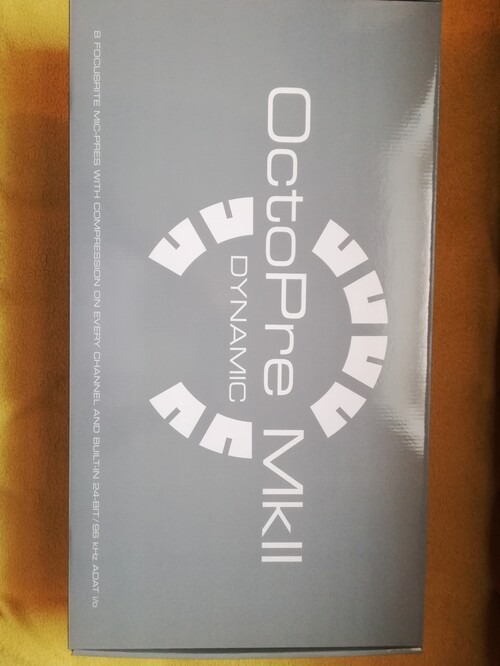 OctoPre MkII
DYNAMIC
8 FOCUSRITE MIC-PRES WITH COMPRESSION ON EVERY CHANNEL AND BUILT-IN 24-BIT/96 kHz ADAT I/O.